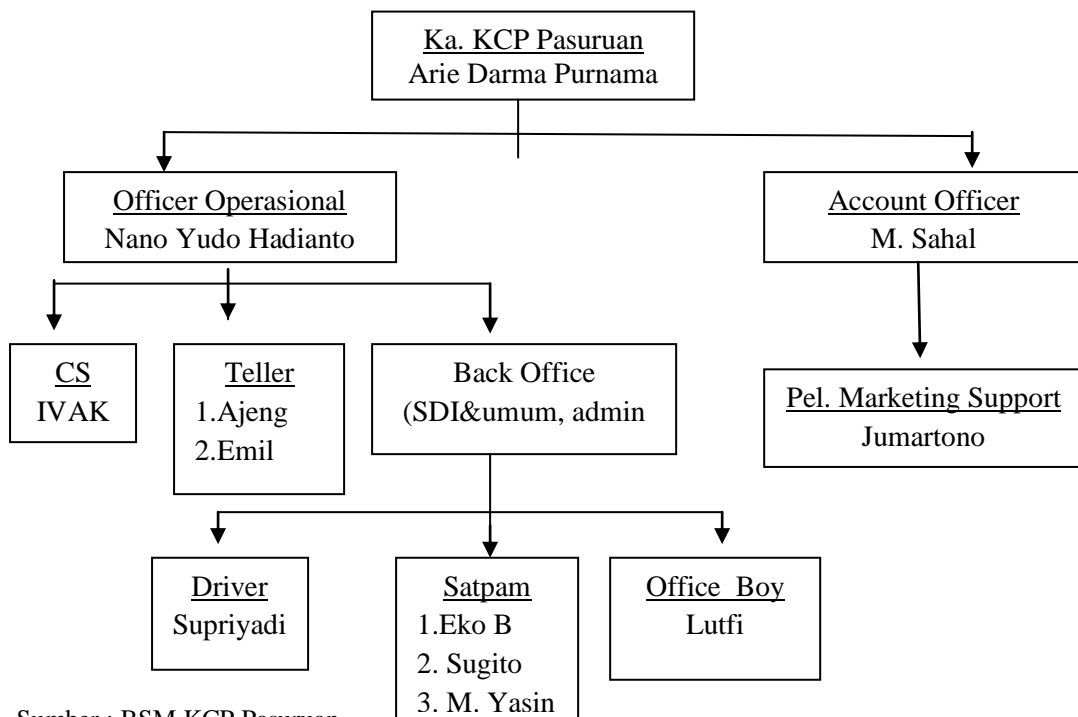 Ka. KCP Pasuruan
Arie Darma Purnama
Officer Operasional
Nano Yudo Hadianto
Account Officer
M. Sahal
CS
IVAK
Teller
1.Ajeng
2.Emil
Back Office
(SDI&umum, admin
Pel. Marketing Support
Jumartono
Driver
Supriyadi
Satpam
1.Eko B
2. Sugito
3. M. Yasin
Office Boy
Lutfi
Sumber : BSM KCP Pasuruan